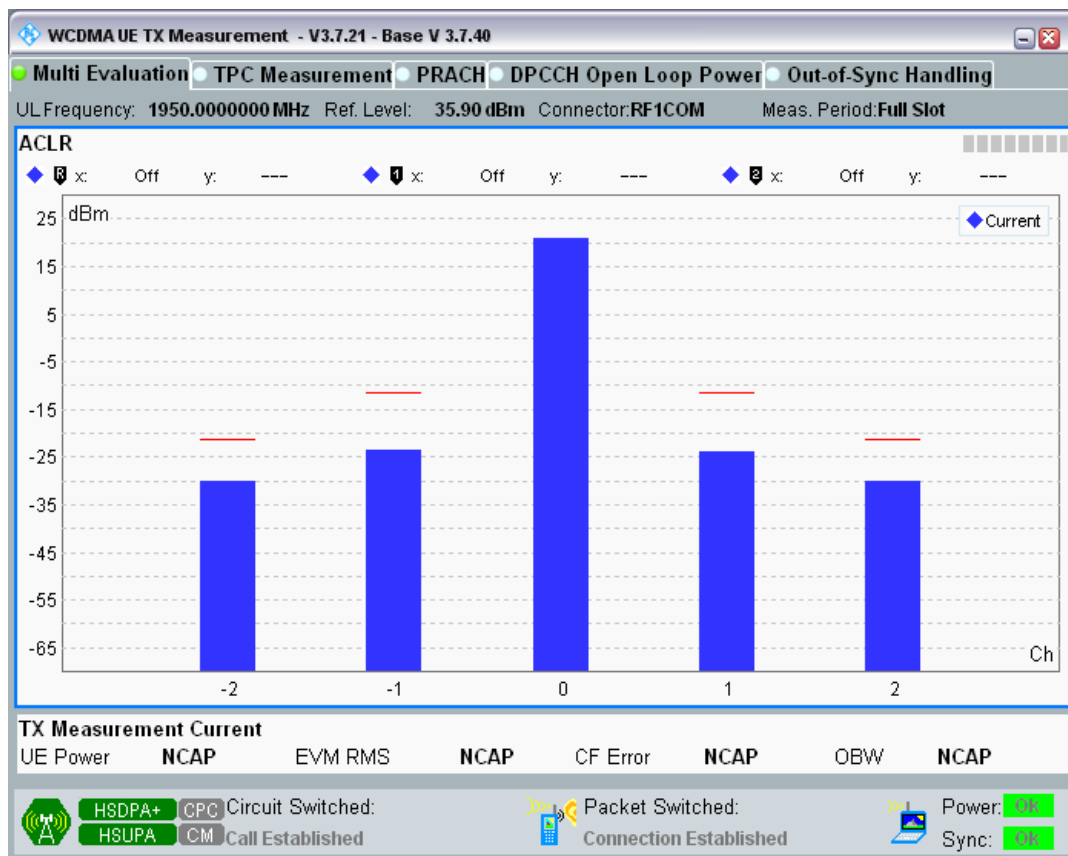 WCDMA UE TX Measurement - V3.7.21 - Base V 3.7.40
Multi Evaluation TPC Measurement PRACH DPCCH Open Loop Power Out-of-Sync Handling
UL Frequency: 1950.0000000 MHz Ref. Level: 35.90 dBm Connector:RF1COM Meas. Period:Full Slot
ACLR
R x: Off y: --- 1 x: Off y: --- 2 x: Off y: ---
dBm
Current
25
15
5
-5
-15
-25
-35
-45
-55
-65
Ch
-2 -1 0 1 2
TX Measurement Current
UE Power NCAP EVM RMS NCAP CF Error NCAP OBW NCAP
HSDPA+ CPC Circuit Switched: Packet Switched: Power: OK
HSUPA CM Call Established Connection Established Sync: OK